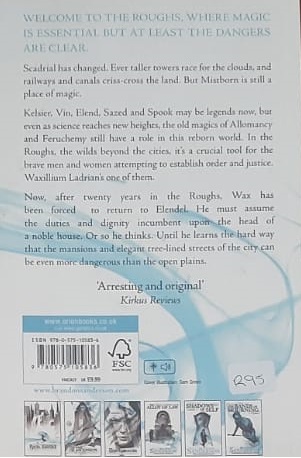 WELCOME TO THE ROUGHS, WHERE MAGIC
IS ESSENTIAL BUT AT LEAST THE DANGERS
ARE CLEAR.
Scadrial has changed. Ever taller towers race for the clouds, and
railways and canals criss-cross the land. But Mistborn is still a
place of magic.
Kelsier, Vin, Elend, Sazed and Spook may be legends now, but
even as science reaches new heights, the old magics of Allomancy
and Feruchemy still have a role in this reborn world. In the
Roughs, the wilds beyond the cities, it's a crucial tool for the
brave men and women attempting to establish order and justice.
Waxillium Ladrian's one of them.
Now, after twenty years in the Roughs, Wax has
been forced to return to Elendel. He must assume
the duties and dignity incumbent upon the head of
a noble house. Or so he thinks. Until he learns the hard way
that the mansions and elegant tree-lined streets of the city can
be even more dangerous than the open plains.
'Arresting and original'
Kirkus Reviews
www.orionbooks.co.uk
ISBN 978-0-575-10583-6
9 780575 105836
FSC
FANTASY UK £9.99
Cover illustration: Sam Green
295
www.brandonsanderson.com
ALLOY OF LAW
SHADOWS
OF SELF